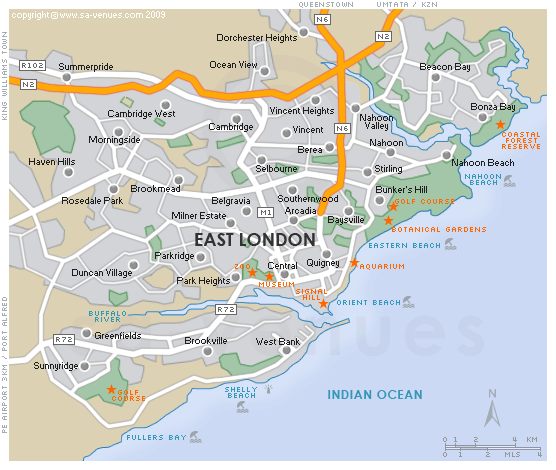 copyright@www.sa-venues.com 2009
QUEENSTOWN
UMTATA / KZN
N6
N2
Dorchester Heights
KING WILLIAMS TOWN
R102
Summerpride
Ocean View
Beacon Bay
N2
Cambridge West
Vincent Heights
Bonza Bay
Nahoon
Valley
Cambridge
Vincent
N6
COASTAL
FOREST
RESERVE
Morningside
Berea
Nahoon
Haven Hills
Selbourne
Stirling
Nahoon Beach
NAHOON
BEACH
Brookmead
Bunker's Hill
Rosedale Park
Belgravia
Southernwood
GOLF COURSE
Milner Estate
M1
Arcadia
Baysville
BOTANICAL GARDENS
EAST LONDON
EASTERN BEACH
Parkridge
Quigney
AQUARIUM
Duncan Village
ZOO
Central
Park Heights
MUSEUM
SIGNAL
HILL
ORIENT BEACH
BUFFALO
RIVER
R72
PE AIRPORT 3KM / PORT ALFRED
R72
Greenfields
Brookville
West Bank
sa-venues
Sunnyridge
GOLF
COURSE
SHELLY
BEACH
INDIAN OCEAN
N
FULLERS BAY
0 1 2 4 KM
0 1 2 4 MLS